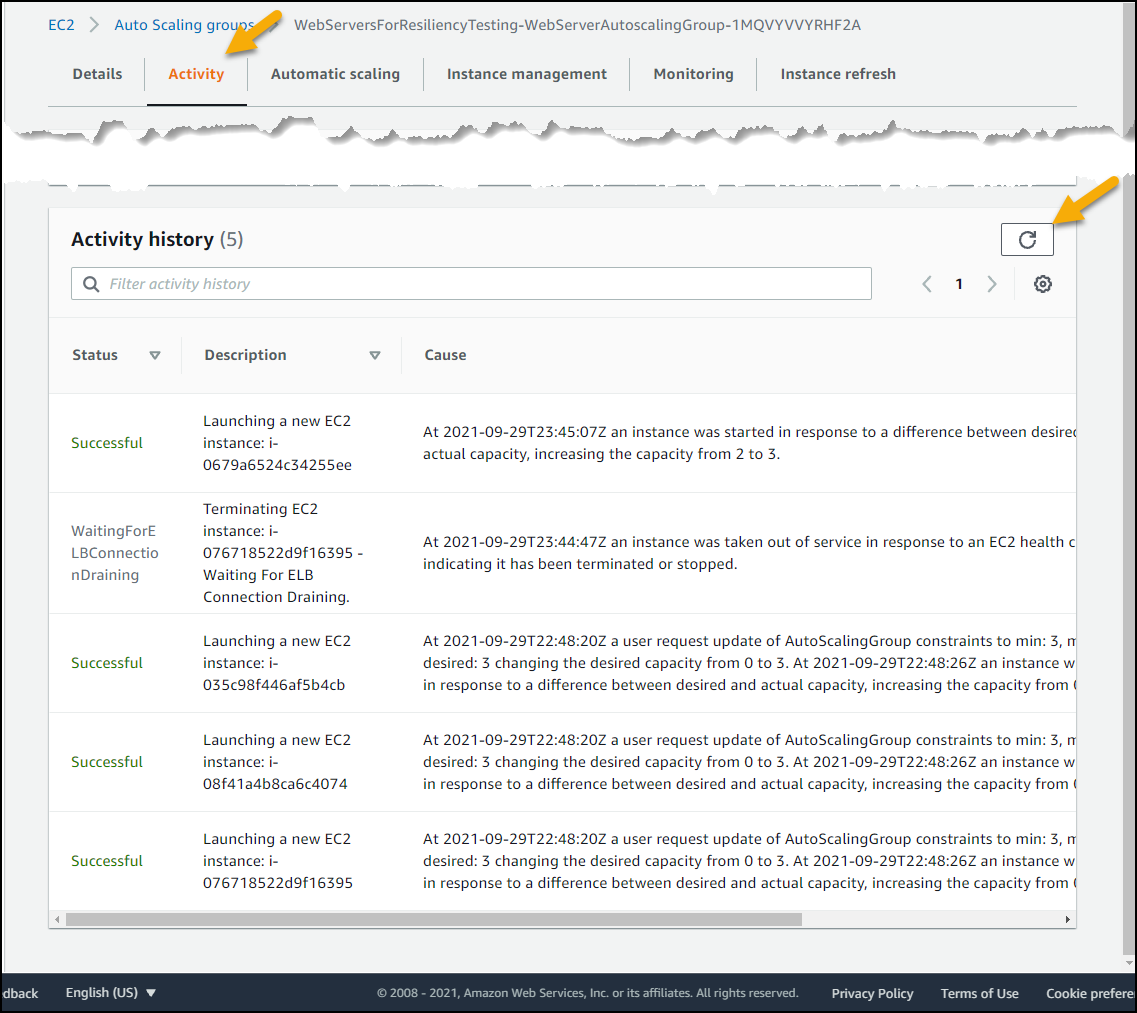 EC2 Auto Scaling groups WebServersForResiliencyTesting-WebServerAutoscalingGroup-1MQVYVVYRHF2A
Details Activity Automatic scaling Instance management Monitoring Instance refresh
Activity history (5)
Filter activity history
1
Status Description Cause
Successful
Launching a new EC2
instance: i-
0679a6524c34255ee
At 2021-09-29T23:45:07Z an instance was started in response to a difference between desired
actual capacity, increasing the capacity from 2 to 3.
WaitingForE
LBConnectio
nDraining
Terminating EC2
instance: i-
076718522d9f16395 -
Waiting For ELB
Connection Draining.
At 2021-09-29T23:44:47Z an instance was taken out of service in response to an EC2 health c
indicating it has been terminated or stopped.
Successful
Launching a new EC2
instance: i-
035c98f446af5b4cb
At 2021-09-29T22:48:20Z a user request update of AutoScalingGroup constraints to min: 3, m
desired: 3 changing the desired capacity from 0 to 3. At 2021-09-29T22:48:26Z an instance w
in response to a difference between desired and actual capacity, increasing the capacity from
Successful
Launching a new EC2
instance: i-
08f41a4b8ca6c4074
At 2021-09-29T22:48:20Z a user request update of AutoScalingGroup constraints to min: 3, m
desired: 3 changing the desired capacity from 0 to 3. At 2021-09-29T22:48:26Z an instance w
in response to a difference between desired and actual capacity, increasing the capacity from
Successful
Launching a new EC2
instance: i-
076718522d9f16395
At 2021-09-29T22:48:20Z a user request update of AutoScalingGroup constraints to min: 3, m
desired: 3 changing the desired capacity from 0 to 3. At 2021-09-29T22:48:26Z an instance w
in response to a difference between desired and actual capacity, increasing the capacity from
dback English (US) © 2008 - 2021, Amazon Web Services, Inc. or its affiliates. All rights reserved. Privacy Policy Terms of Use Cookie prefere